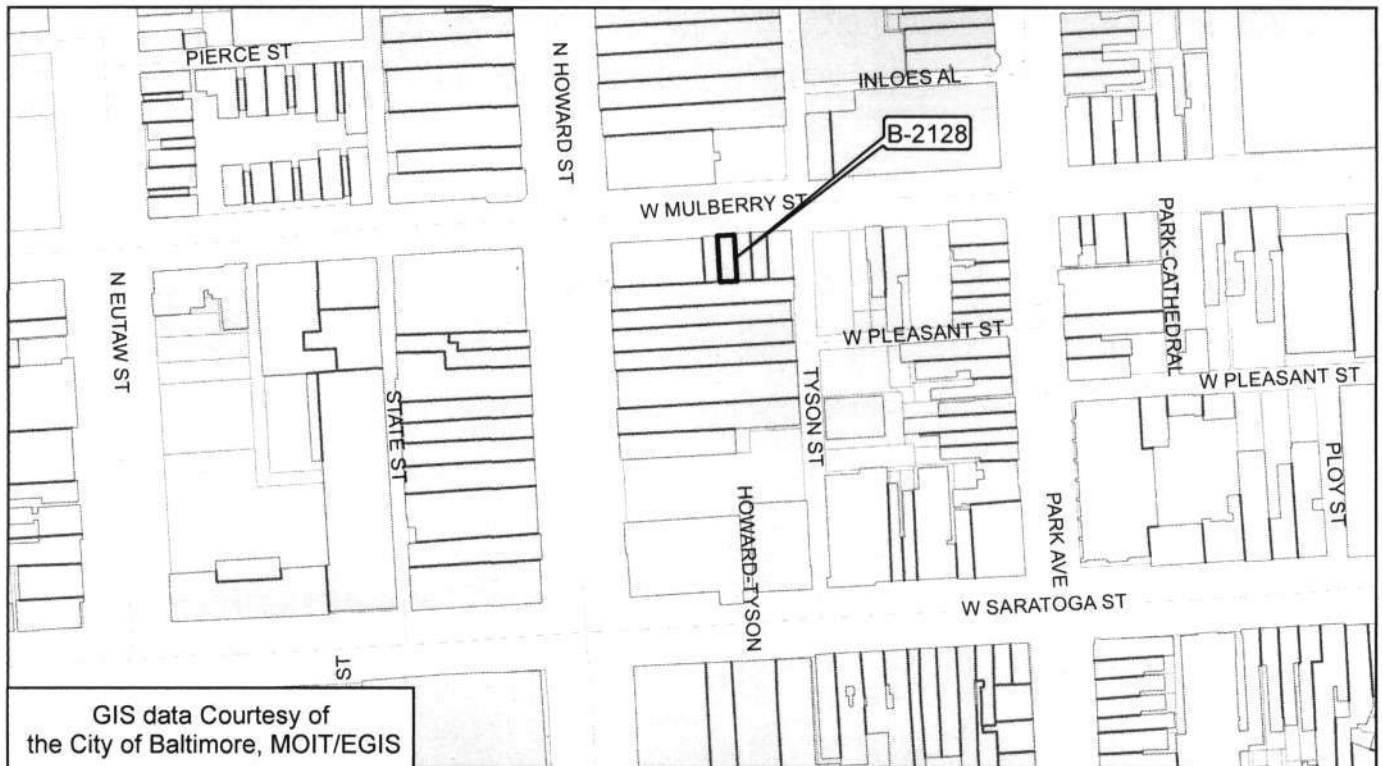 PIERCE ST
N HOWARD ST
INLOES AL
B-2128
W MULBERRY ST
PARK-CATHEDRAL
N EUTAW ST
W PLEASANT ST
W PLEASANT ST
STATE ST
TYSON ST
PLOY ST
HOWARD-TYSON
PARK AVE
W SARATOGA ST
ST
GIS data Courtesy of
the City of Baltimore, MOIT/EGIS